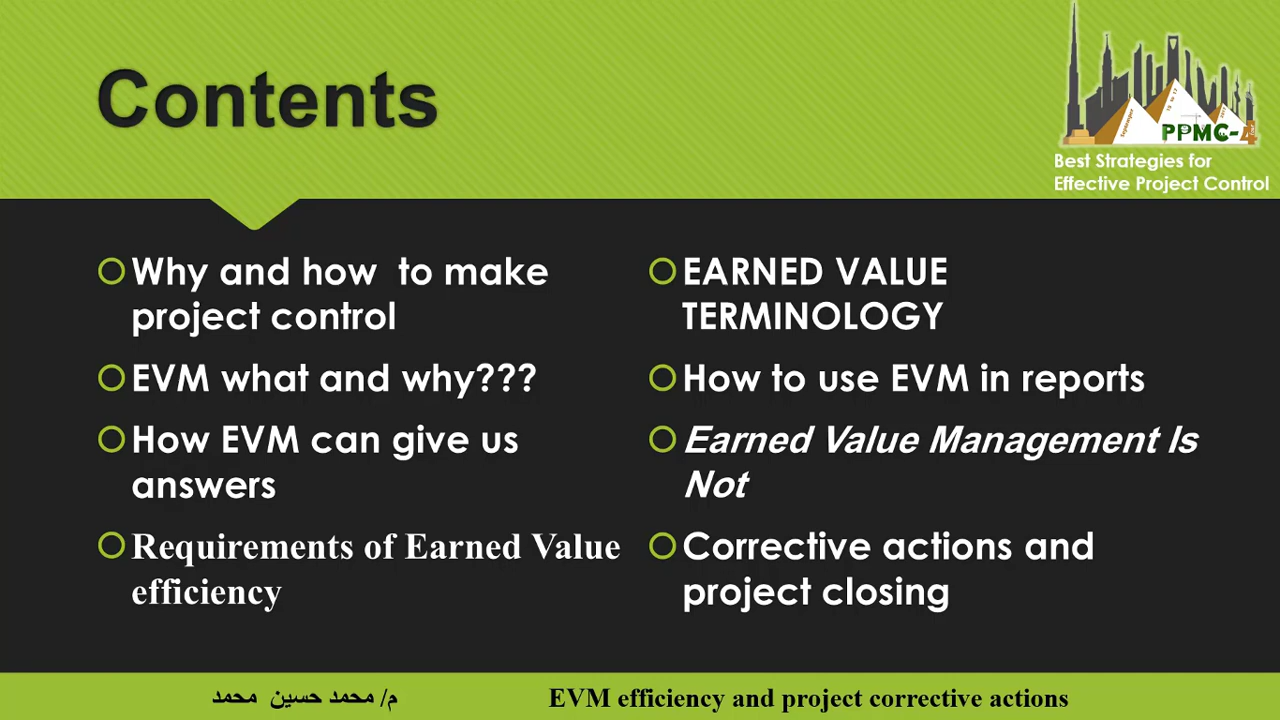 Contents
PPMC-4
Best Strategies for
Effective Project Control
Why and how to make
project control
EVM what and why???
How EVM can give us
answers
Requirements of Earned Value
efficiency
EARNED VALUE
TERMINOLOGY
How to use EVM in reports
Earned Value Management Is
Not
Corrective actions and
project closing
م/ محمد حسين محمد
EVM efficiency and project corrective actions